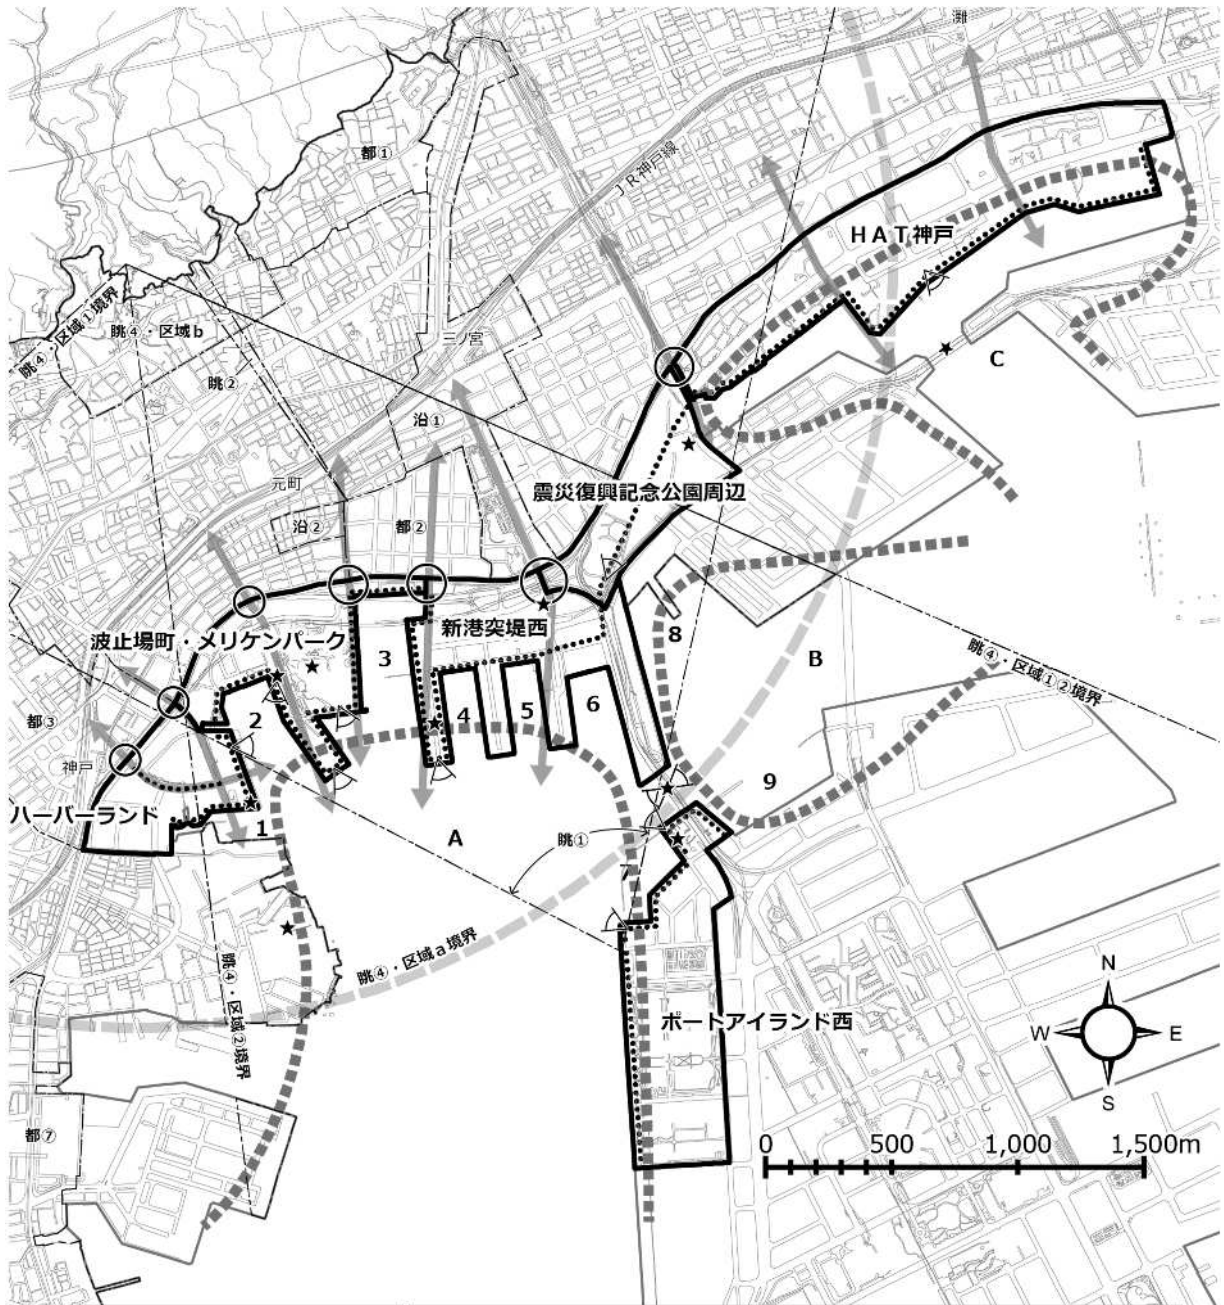 灘
都①
JR神戸線
HAT神戸
眺④・区域①境界
眺④・区域b
三ノ宮
眺②
C
沿①
元町
震災復興記念公園周辺
沿②
都②
波止場町・メリケンパーク
新港突堤西
8
3
B
眺④・区域①②境界
都③
2
4
5
6
神戸
9
ハーバーランド
1
A
眺①
7
眺④・区域a境界
眺④・区域②境界
ポートアイランド西
N
W
E
S
都⑦
0
500
1,000
1,500m